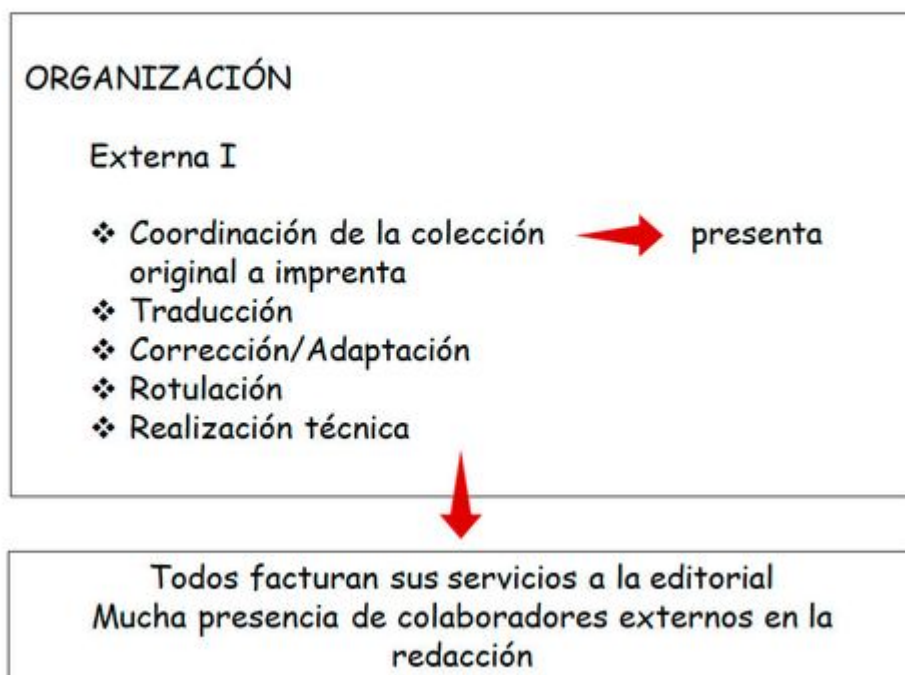 ORGANIZACIÓN
Externa I
❖ Coordinación de la colección presenta
original a imprenta
❖ Traducción
❖ Corrección/Adaptación
❖ Rotulación
❖ Realización técnica
Todos facturan sus servicios a la editorial
Mucha presencia de colaboradores externos en la
redacción